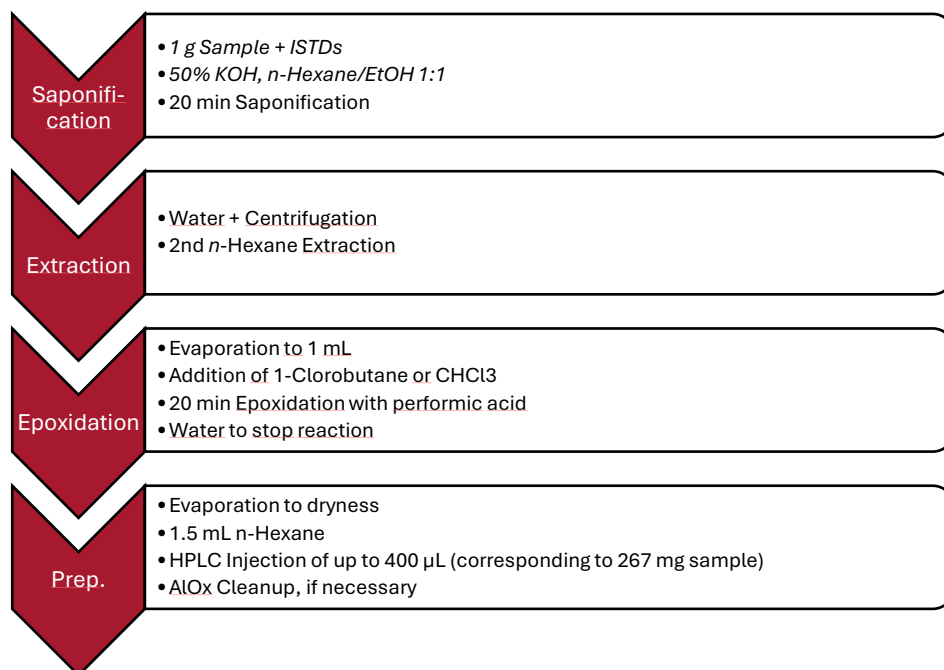 Saponifi-
cation
•1 g Sample + ISTDs
•50% KOH, n-Hexane/EtOH 1:1
•20 min Saponification
Extraction
•Water + Centrifugation
•2nd n-Hexane Extraction
Epoxidation
•Evaporation to 1 mL
•Addition of 1-Clorobutane or CHCl3
•20 min Epoxidation with performic acid
•Water to stop reaction
Prep.
•Evaporation to dryness
•1.5 mL n-Hexane
•HPLC Injection of up to 400 µL (corresponding to 267 mg sample)
•AlOx Cleanup, if necessary